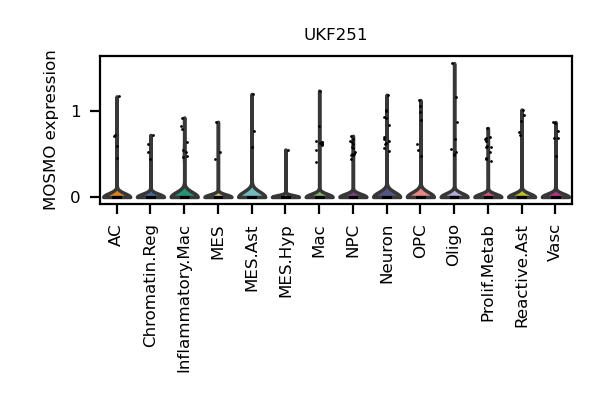 UKF251
MOSMO expression
1
0
AC
Chromatin.Reg
Inflammatory.Mac
MES
MES.Ast
MES.Hyp
Mac
NPC
Neuron
OPC
Oligo
Prolif.Metab
Reactive.Ast
Vasc